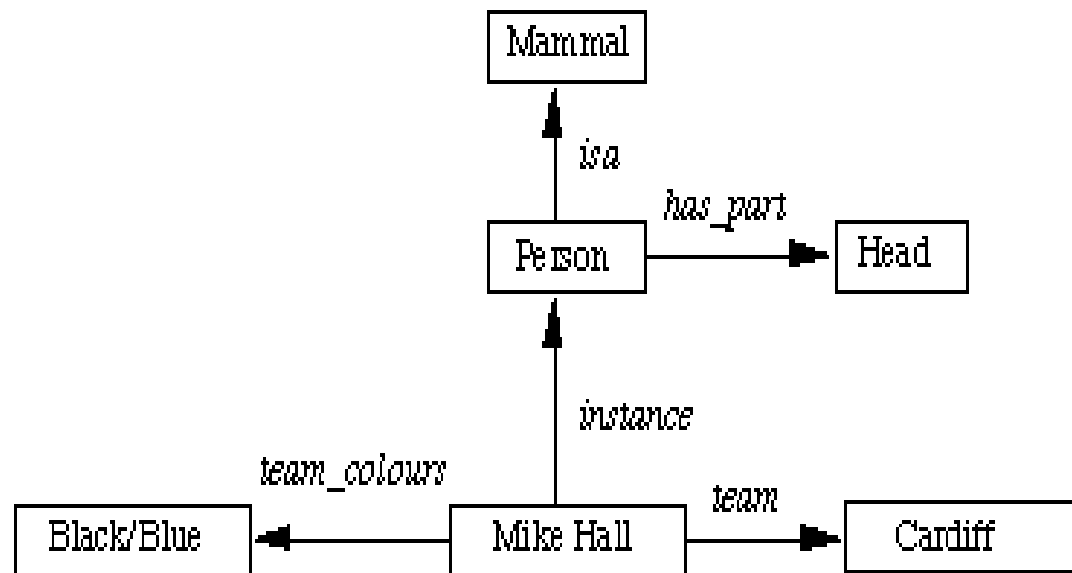 Mammal
isa
has_part
Person
Head
instance
team_colours
team
Black/Blue
Mike Hall
Cardiff